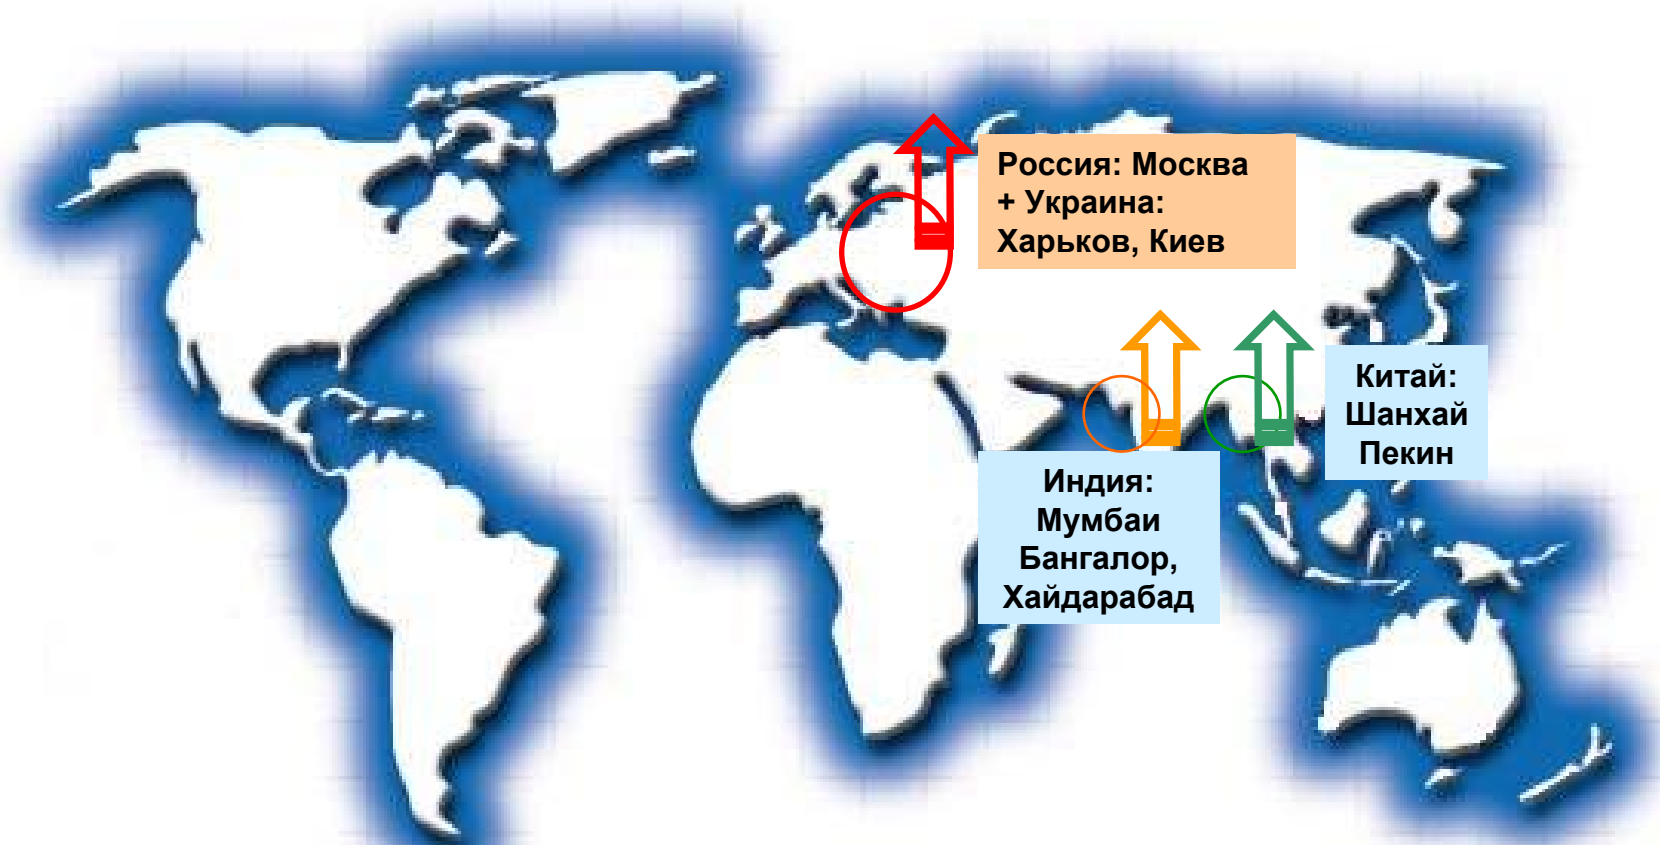 Россия: Москва
+ Украина:
Харьков, Киев
Китай:
Шанхай
Пекин
Индия:
Мумбаи
Бангалор,
Хайдарабад